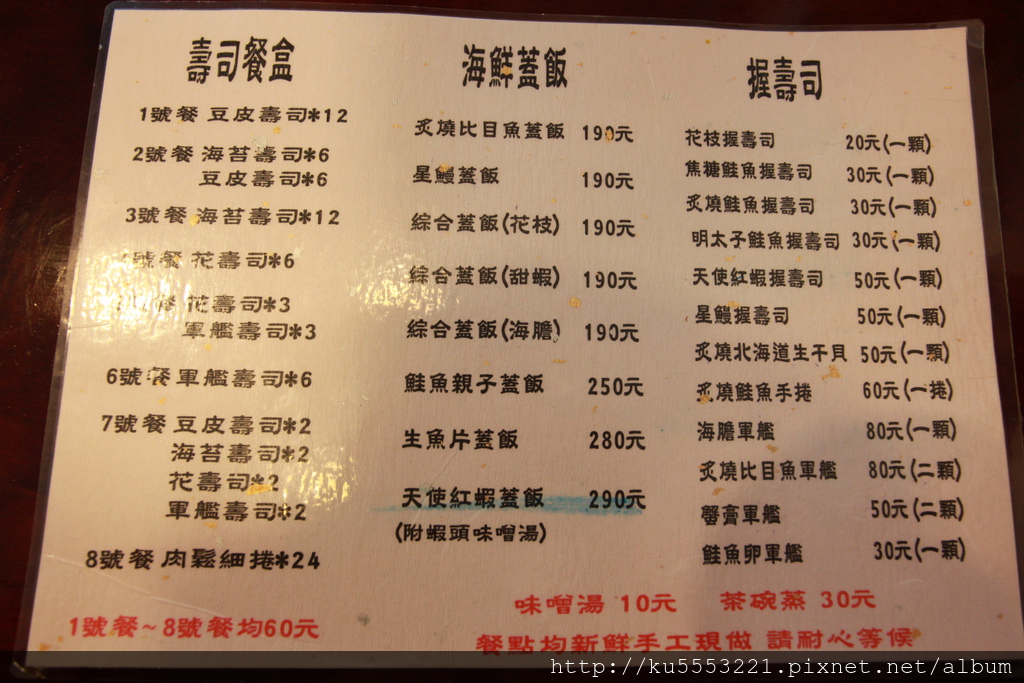 壽司餐盒
1號餐 豆皮壽司*12
2號餐 海苔壽司*6
豆皮壽司*6
3號餐 海苔壽司*12
號餐 花壽司*6
餐 花壽司*3
軍艦壽司*3
6號餐 軍艦壽司*6
7號餐 豆皮壽司*2
海苔壽司*2
花壽司*2
軍艦壽司*2
8號餐 肉鬆細捲*24
1號餐~8號餐均60元
海鮮蓋飯
炙燒比目魚蓋飯 190元
星鰻蓋飯 190元
綜合蓋飯(花枝) 190元
綜合蓋飯(甜蝦) 190元
綜合蓋飯(海膽) 190元
鮭魚親子蓋飯 250元
生魚片蓋飯 280元
天使紅蝦蓋飯 290元
(附蝦頭味噌湯)
握壽司
花枝握壽司 20元(一顆)
焦糖鮭魚握壽司 30元(一顆)
炙燒鮭魚握壽司 30元(一顆)
明太子鮭魚握壽司 30元(一顆)
天使紅蝦握壽司 50元(一顆)
星鰻握壽司 50元(一顆)
炙燒北海道生干貝 50元(一顆)
炙燒鮭魚手捲 60元(一捲)
海膽軍艦 80元(一顆)
炙燒比目魚軍艦 80元(二顆)
蟹膏軍艦 50元(二顆)
鮭魚卵軍艦 30元(一顆)
味噌湯 10元 茶碗蒸 30元
餐點均新鮮手工現做 請耐心等候
http://ku5553221.pixnet.net/album